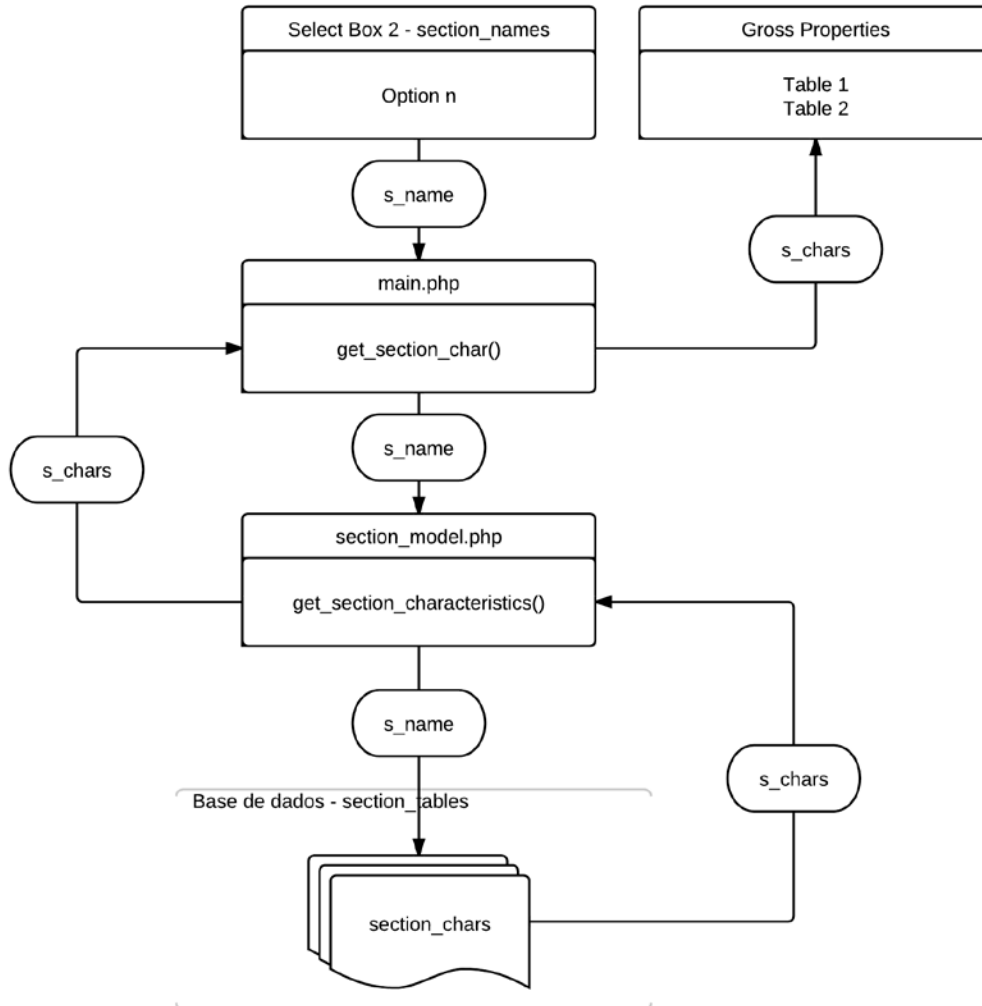 Select Box 2 - section_names
Gross Properties
Option n
Table 1
Table 2
s_name
s_chars
main.php
get_section_char()
s_name
s_chars
section_model.php
get_section_characteristics()
s_name
s_chars
Base de dados - section_tables
section_chars